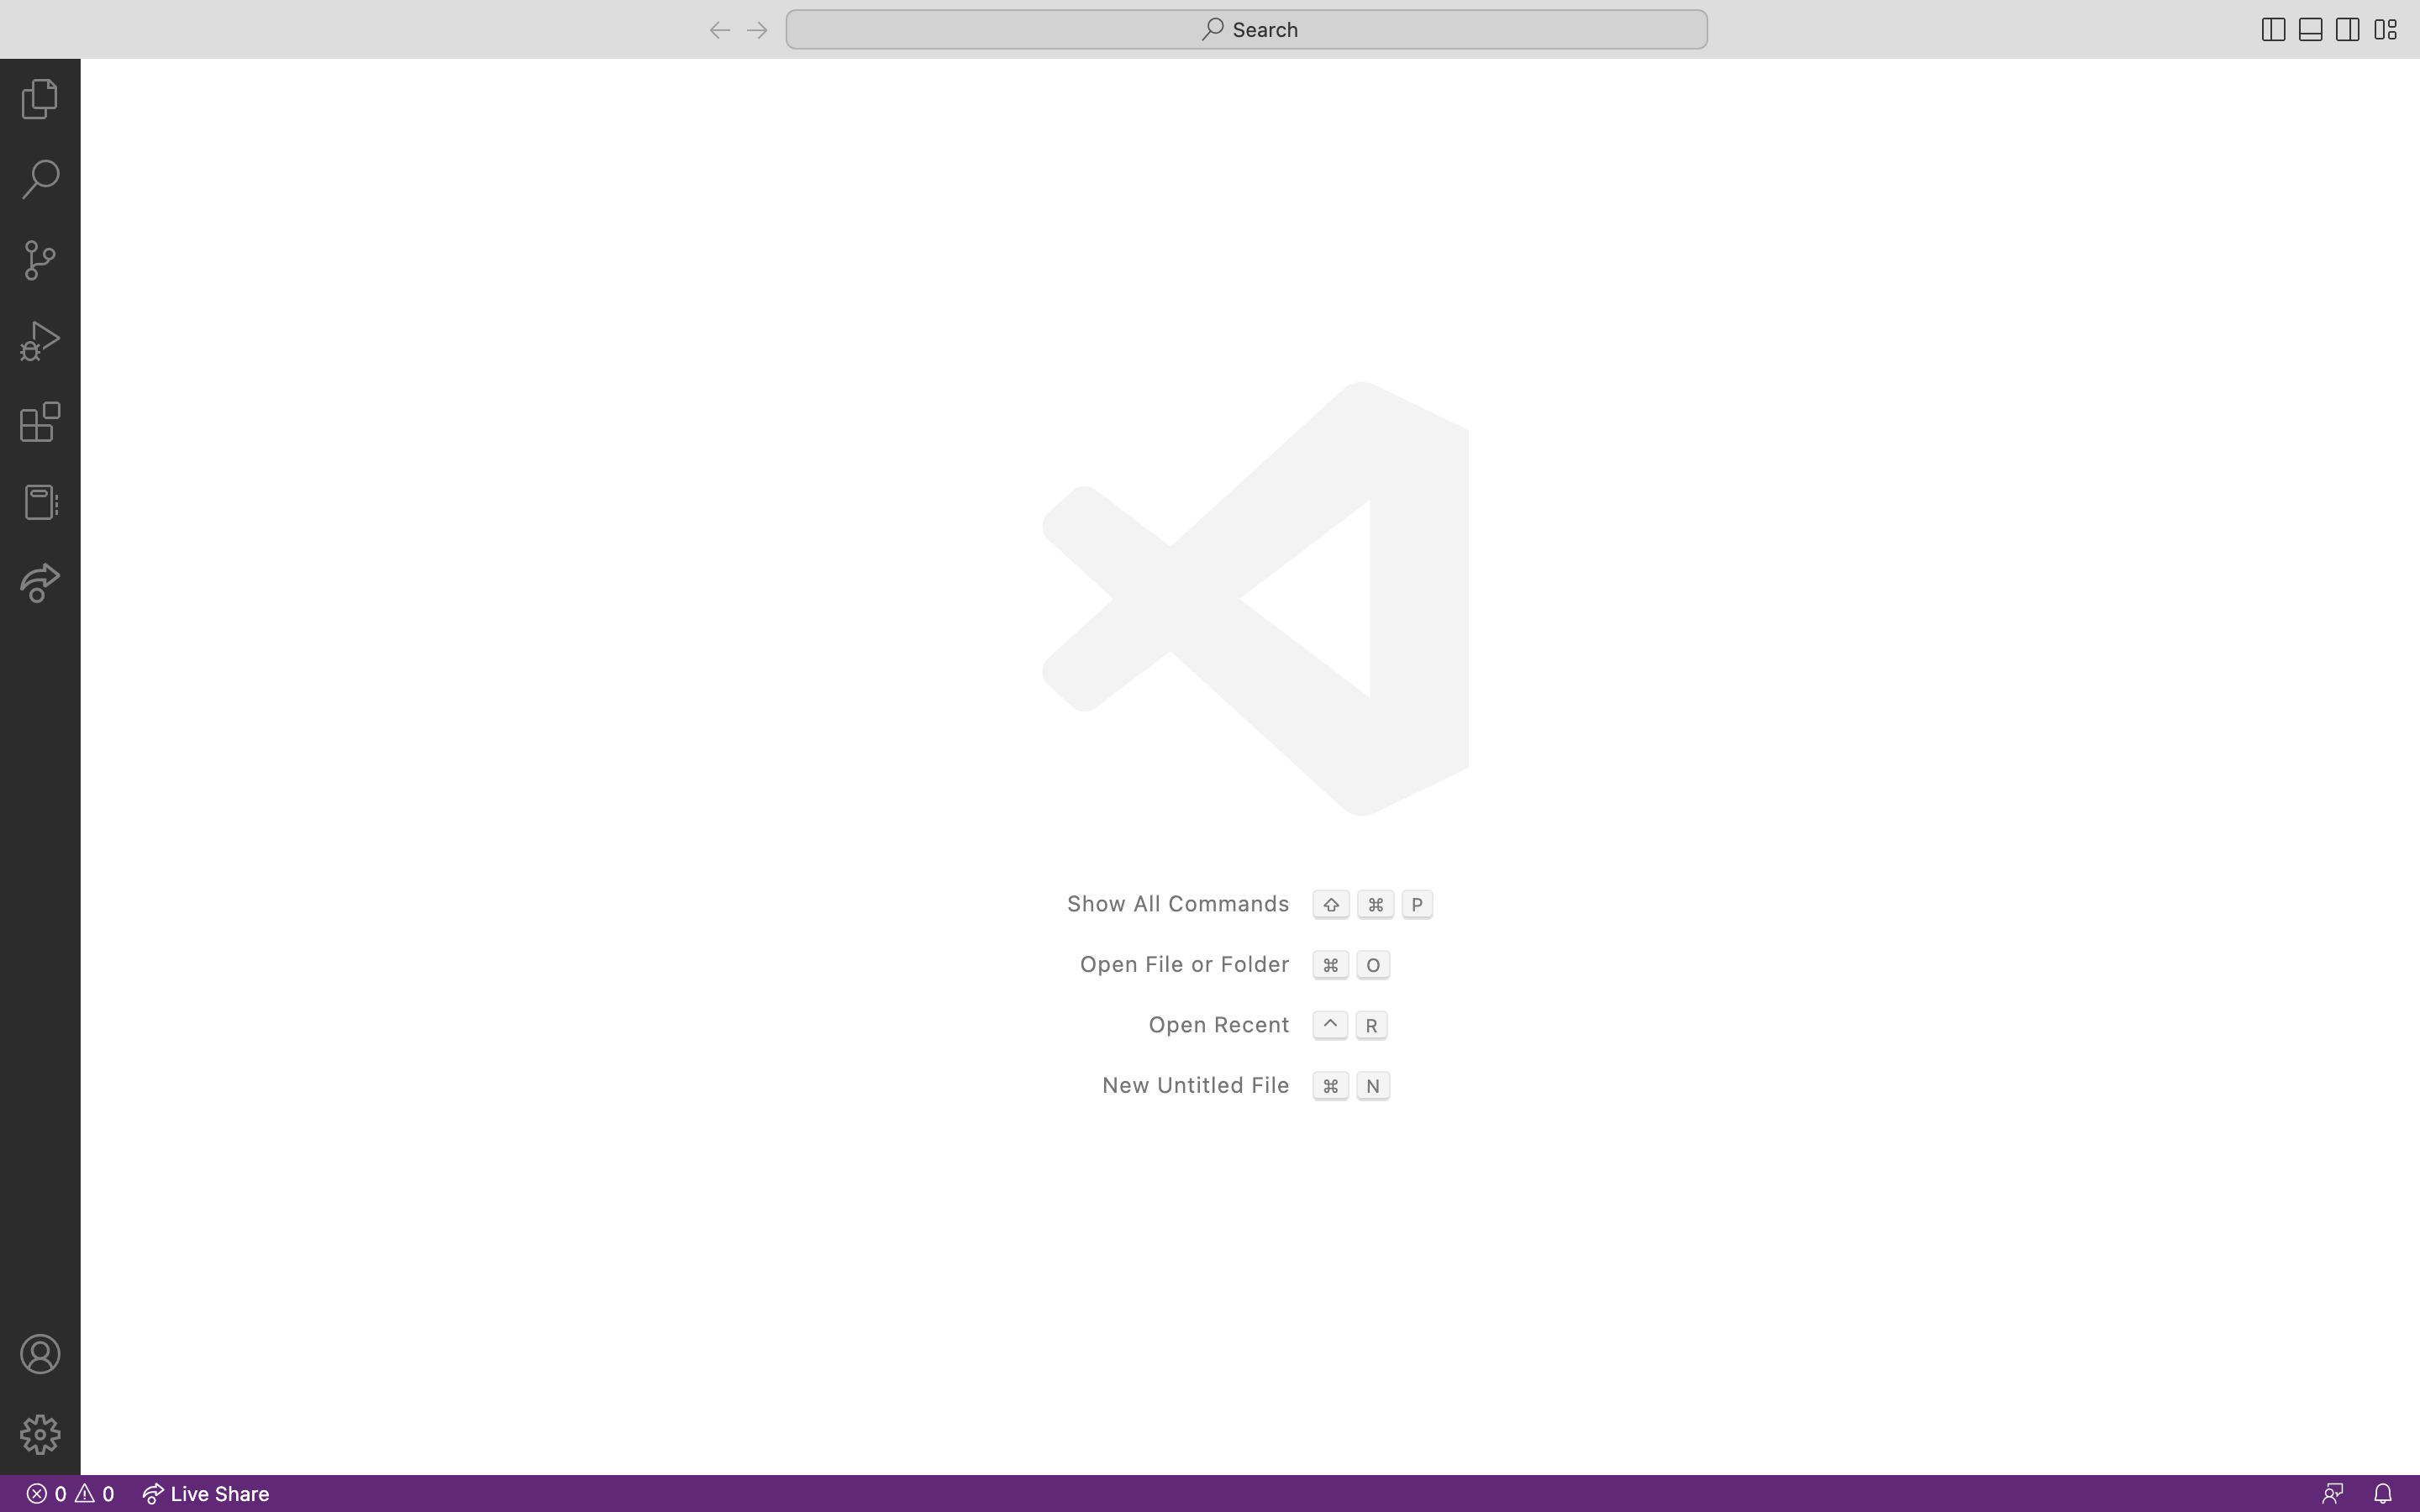 Search
Show All Commands ⇧ ⌘ P
Open File or Folder ⌘ O
Open Recent ^ R
New Untitled File ⌘ N
0 0 Live Share